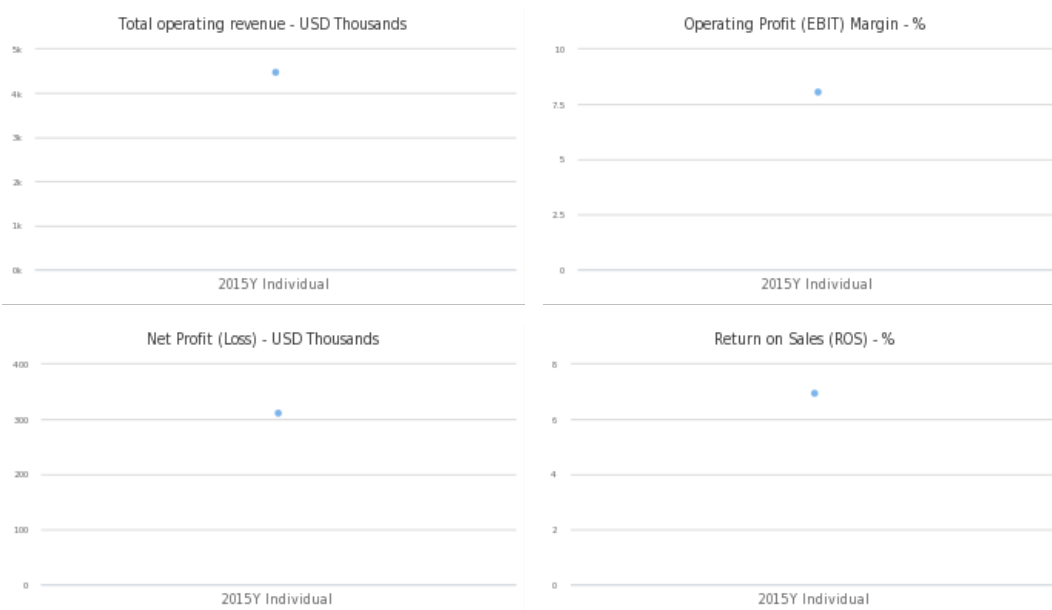 Total operating revenue - USD Thousands
5k
4k
3k
2k
1k
0k
2015Y Individual
Operating Profit (EBIT) Margin - %
10
7.5
5
2.5
0
2015Y Individual
Net Profit (Loss) - USD Thousands
400
300
200
100
0
2015Y Individual
Return on Sales (ROS) - %
8
6
4
2
0
2015Y Individual